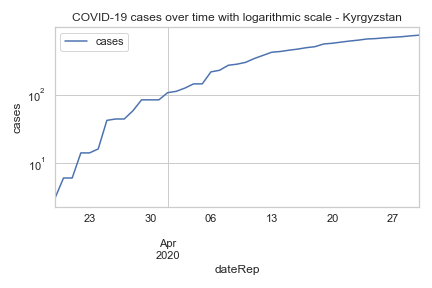 COVID-19 cases over time with logarithmic scale - Kyrgyzstan
cases
10²
10¹
cases
23 30 06 13 20 27
Apr
2020
dateRep